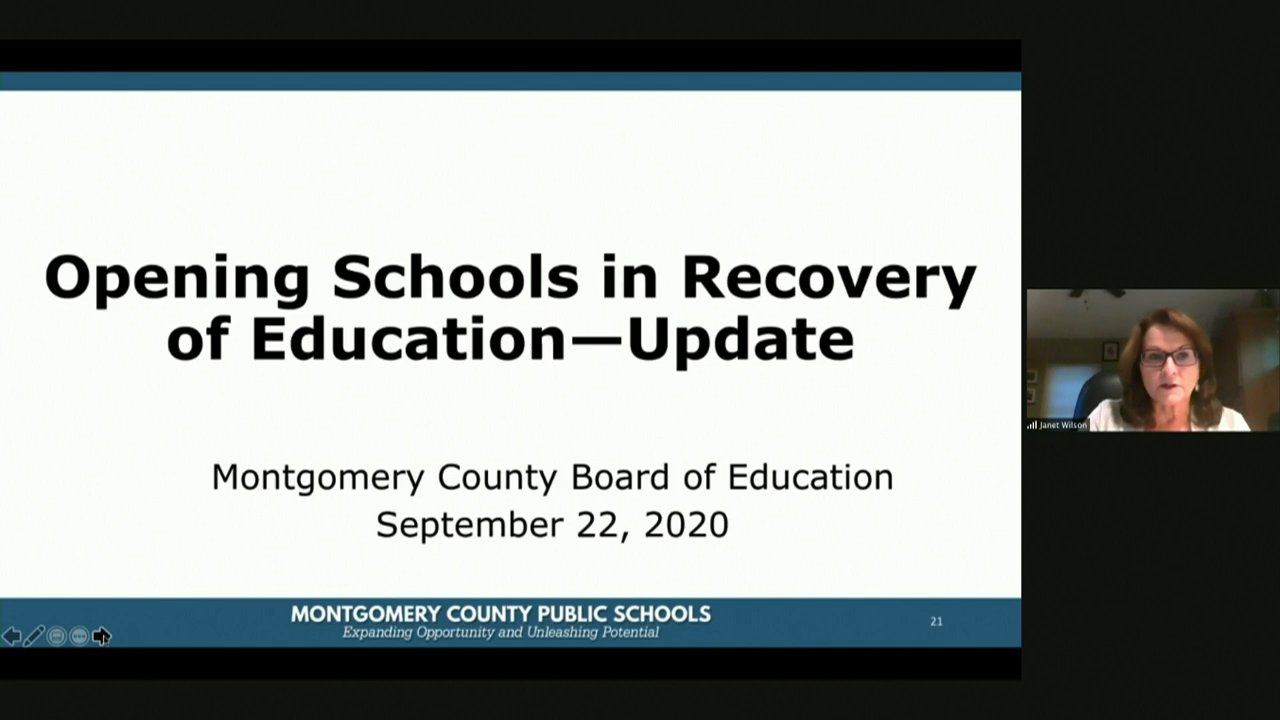 Opening Schools in Recovery
of Education—Update
Montgomery County Board of Education
September 22, 2020
MONTGOMERY COUNTY PUBLIC SCHOOLS
Expanding Opportunity and Unleashing Potential
21
Janet Wilson